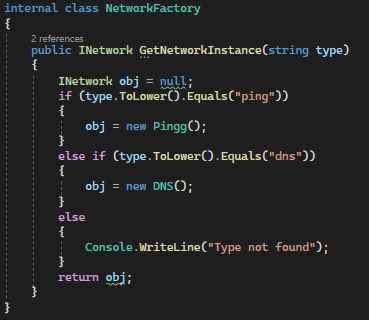 internal class NetworkFactory
{
2 references
public INetwork GetNetworkInstance(string type)
{
INetwork obj = null;
if (type.ToLower().Equals("ping"))
{
obj = new Pingg();
}
else if (type.ToLower().Equals("dns"))
{
obj = new DNS();
}
else
{
Console.WriteLine("Type not found");
}
return obj;
}
}